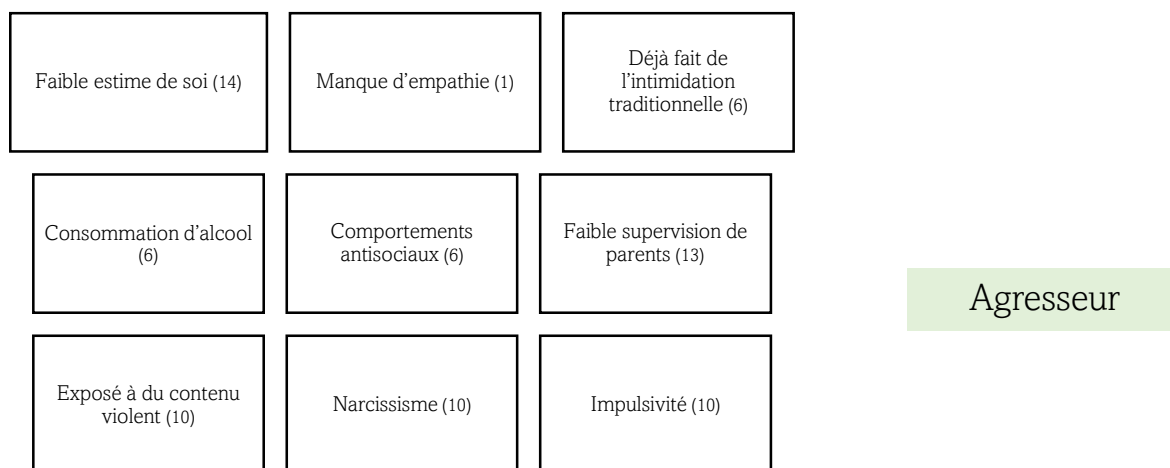 Faible estime de soi (14)
Manque d'empathie (1)
Déjà fait de
l'intimidation
traditionnelle (6)
Consommation d'alcool
(6)
Comportements
antisociaux (6)
Faible supervision de
parents (13)
Agresseur
Exposé à du contenu
violent (10)
Narcissisme (10)
Impulsivité (10)